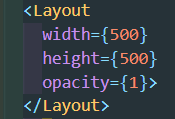 <Layout
width={500}
height={500}
opacity={1}>
</Layout>